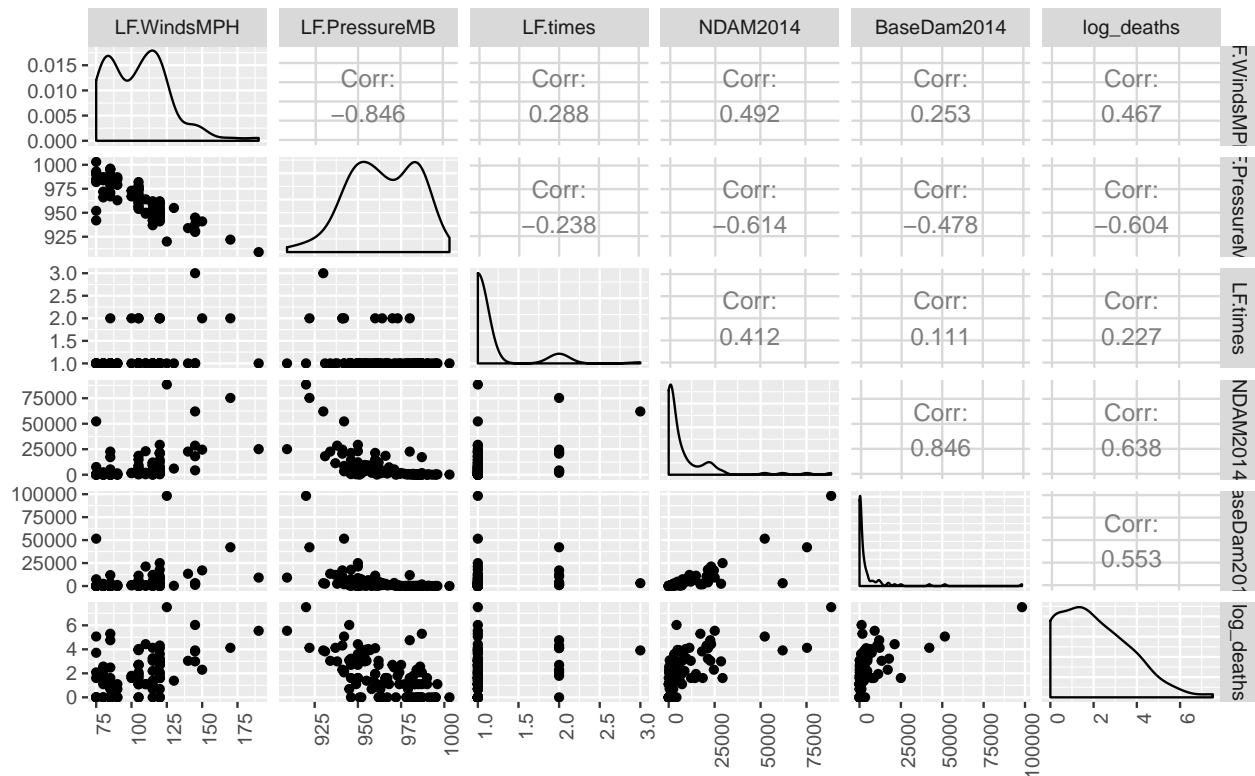 LF.WindsMPH LF.PressureMB LF.times NDAM2014 BaseDam2014 log_deaths
0.015
0.010
0.005
0.000
Corr:
−0.846
Corr:
0.288
Corr:
0.492
Corr:
0.253
Corr:
0.467
F.WindsMP
1000
975
950
925
Corr:
−0.238
Corr:
−0.614
Corr:
−0.478
Corr:
−0.604
F.PressureM
3.0
2.5
2.0
1.5
1.0
Corr:
0.412
Corr:
0.111
Corr:
0.227
LF.times
75000
50000
25000
0
Corr:
0.846
Corr:
0.638
NDAM2014
100000
75000
50000
25000
0
Corr:
0.553
aseDam201
6
4
2
0
log_deaths
75 100 125 150 175
925 950 975 1000
1.0 1.5 2.0 2.5 3.0
0 25000 50000 75000
0 25000 50000 75000 100000
0 2 4 6